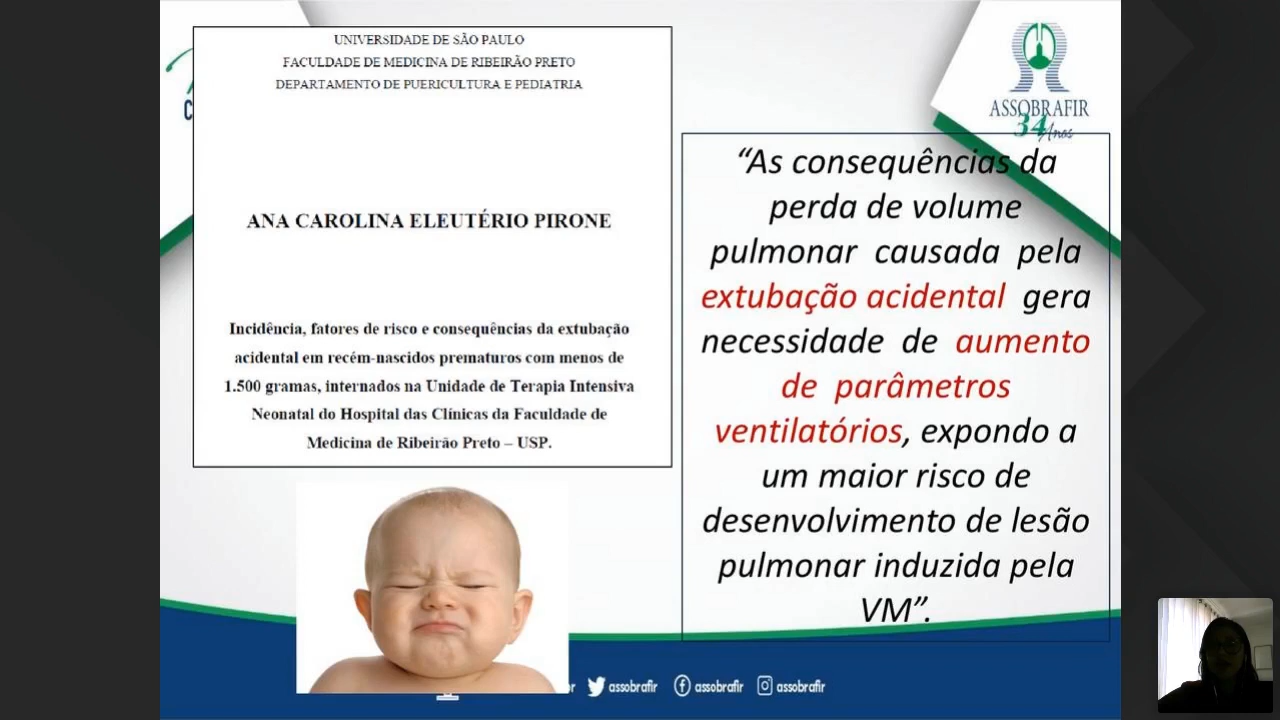 UNIVERSIDADE DE SÃO PAULO
FACULDADE DE MEDICINA DE RIBEIRÃO PRETO
DEPARTAMENTO DE PUERICULTURA E PEDIATRIA
ANA CAROLINA ELEUTÉRIO PIRONE
Incidência, fatores de risco e consequências da extubação
acidental em recém-nascidos prematuros com menos de
1.500 gramas, internados na Unidade de Terapia Intensiva
Neonatal do Hospital das Clínicas da Faculdade de
Medicina de Ribeirão Preto – USP.
ASSOBRAFIR
34 Anos
“As consequências da
perda de volume
pulmonar causada pela
extubação acidental gera
necessidade de aumento
de parâmetros
ventilatórios, expondo a
um maior risco de
desenvolvimento de lesão
pulmonar induzida pela
VM”.
assobrafir assobrafir assobrafir